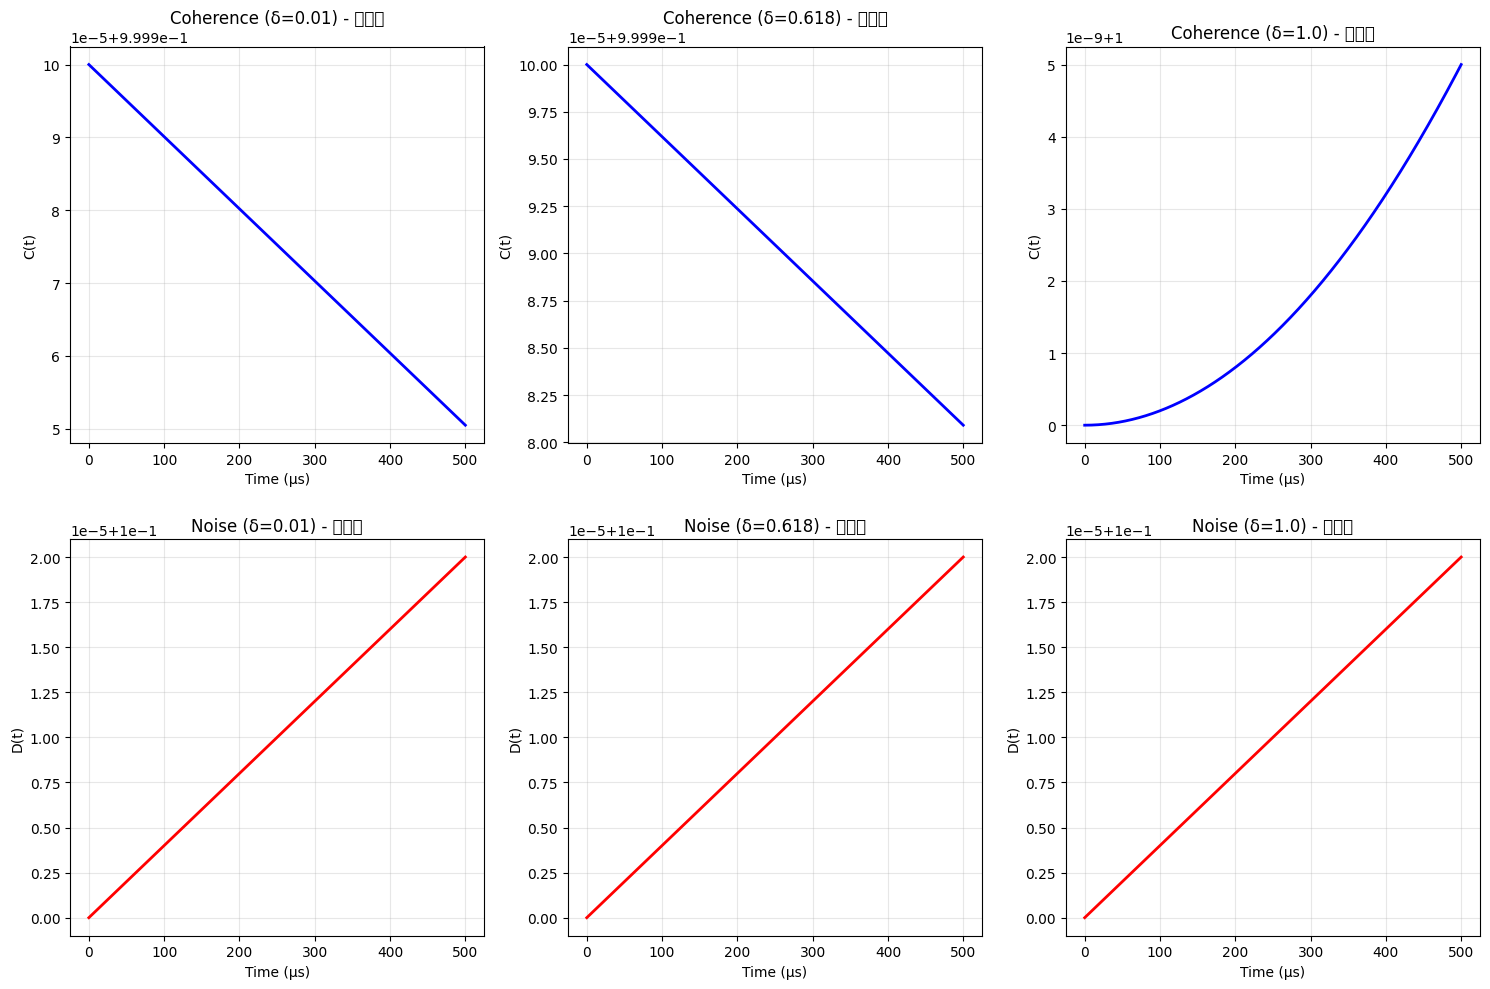 Coherence (δ=0.01) -
1e−5+9.999e−1
10
9
8
7
6
5
C(t)
0 100 200 300 400 500
Time (μs)
Coherence (δ=0.618) -
1e−5+9.999e−1
10.00
9.75
9.50
9.25
9.00
8.75
8.50
8.25
8.00
C(t)
0 100 200 300 400 500
Time (μs)
Coherence (δ=1.0) -
1e−9+1
5
4
3
2
1
0
C(t)
0 100 200 300 400 500
Time (μs)
Noise (δ=0.01) -
1e−5+1e−1
2.00
1.75
1.50
1.25
1.00
0.75
0.50
0.25
0.00
D(t)
0 100 200 300 400 500
Time (μs)
Noise (δ=0.618) -
1e−5+1e−1
2.00
1.75
1.50
1.25
1.00
0.75
0.50
0.25
0.00
D(t)
0 100 200 300 400 500
Time (μs)
Noise (δ=1.0) -
1e−5+1e−1
2.00
1.75
1.50
1.25
1.00
0.75
0.50
0.25
0.00
D(t)
0 100 200 300 400 500
Time (μs)